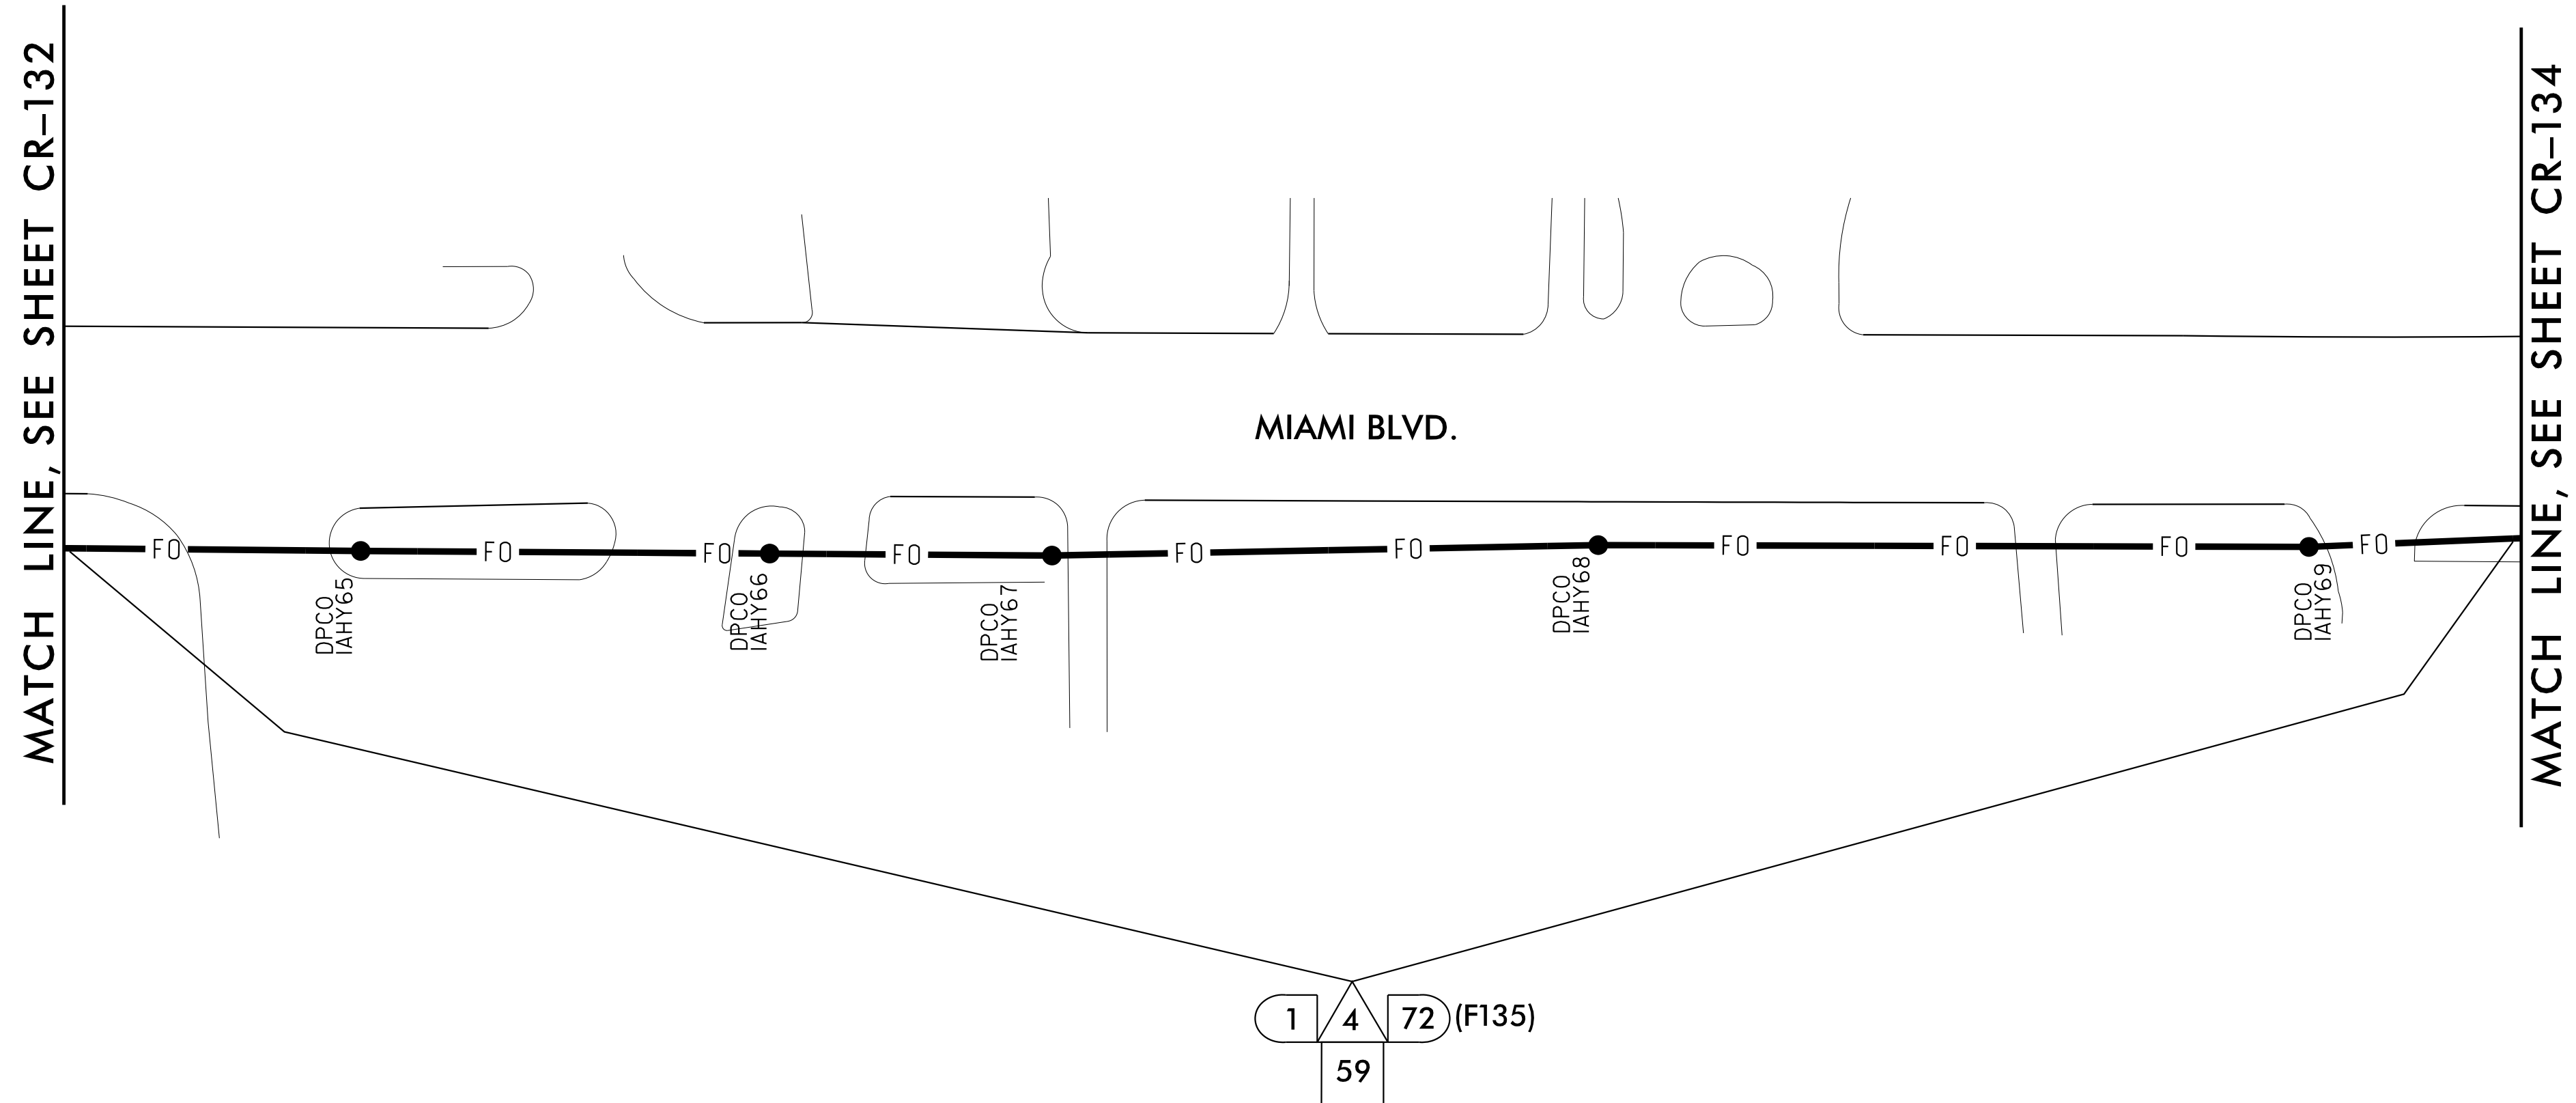 MATCH LINE, SEE SHEET CR-132
MATCH LINE, SEE SHEET CR-134
MIAMI BLVD.
FO FO FO FO FO FO FO FO FO FO
DPCO
IAHY65
DPCO
IAHY66
DPCO
IAHY67
DPCO
IAHY68
DPCO
IAHY69
1 4 72 (F135)
59